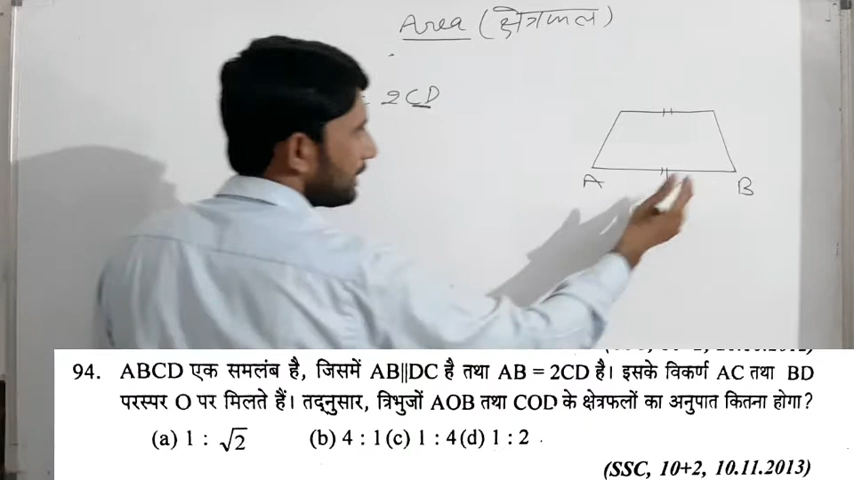 Area (क्षेत्रफल)
= 2CD
A
B
94. ABCD एक समलंब है, जिसमें AB||DC है तथा AB = 2CD है। इसके विकर्ण AC तथा BD
परस्पर O पर मिलते हैं। तद्नुसार, त्रिभुजों AOB तथा COD के क्षेत्रफलों का अनुपात कितना होगा?
(a) 1 : √2 (b) 4 : 1 (c) 1 : 4 (d) 1 : 2 .
(SSC, 10+2, 10.11.2013)